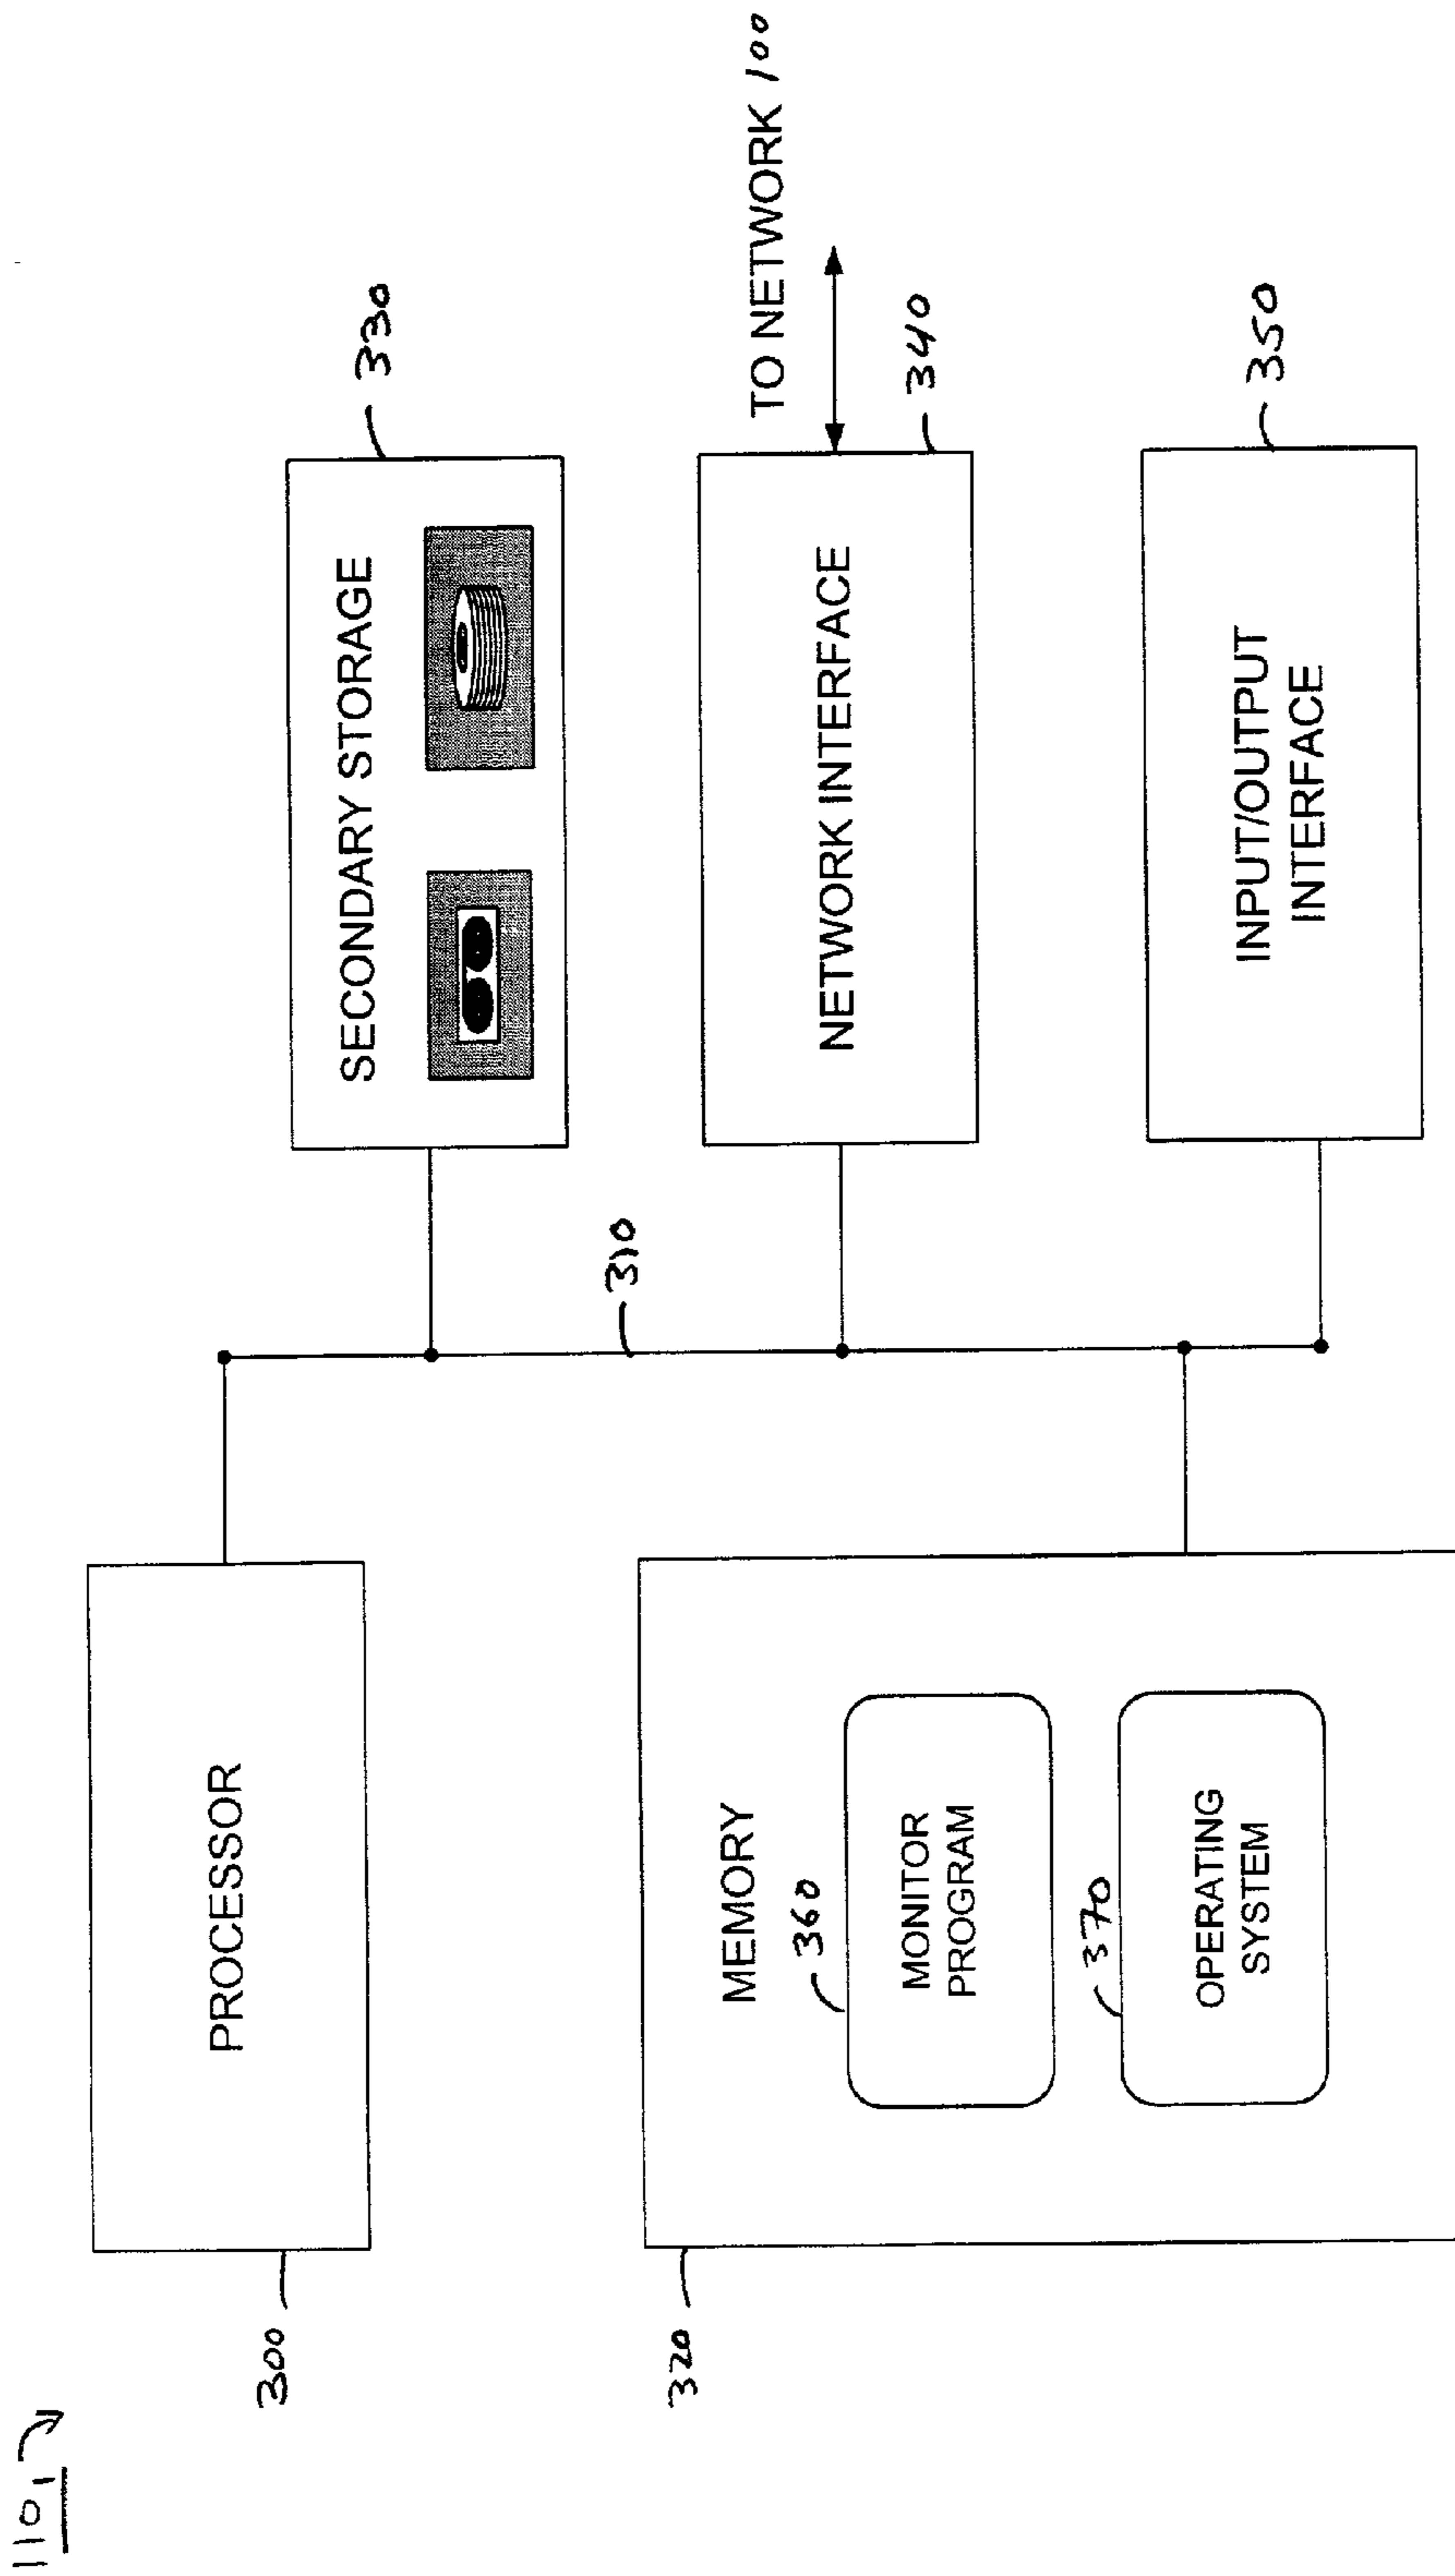 110₁
PROCESSOR
300
SECONDARY STORAGE
330
310
TO NETWORK 100
MEMORY
320
360
MONITOR
PROGRAM
370
OPERATING
SYSTEM
NETWORK INTERFACE
340
INPUT/OUTPUT
INTERFACE
350